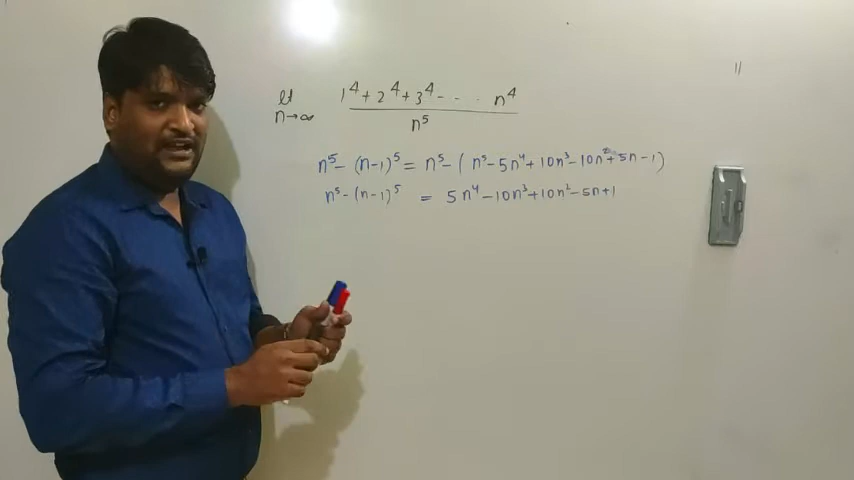 lt 1⁴ + 2⁴ + 3⁴ - - . . n⁴
n→∞ n⁵
n⁵ - (n-1)⁵ = n⁵ - ( n⁵ - 5n⁴ + 10n³ - 10n² + 5n - 1 )
n⁵ - (n-1)⁵ = 5n⁴ - 10n³ + 10n² - 5n + 1